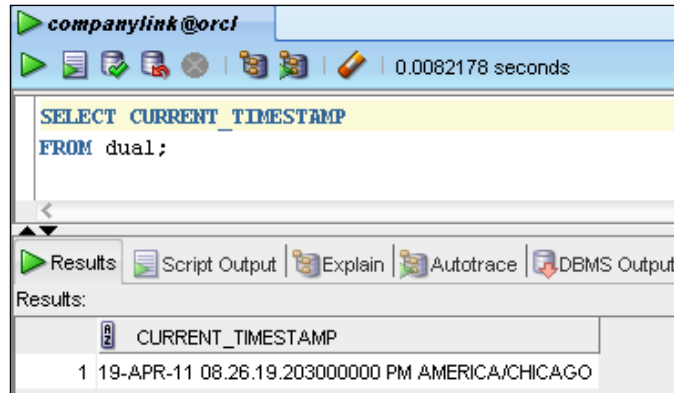 companylink@orcl
0.0082178 seconds
SELECT CURRENT_TIMESTAMP
FROM dual;
Results Script Output Explain Autotrace DBMS Output
Results:
CURRENT_TIMESTAMP
1 19-APR-11 08.26.19.203000000 PM AMERICA/CHICAGO